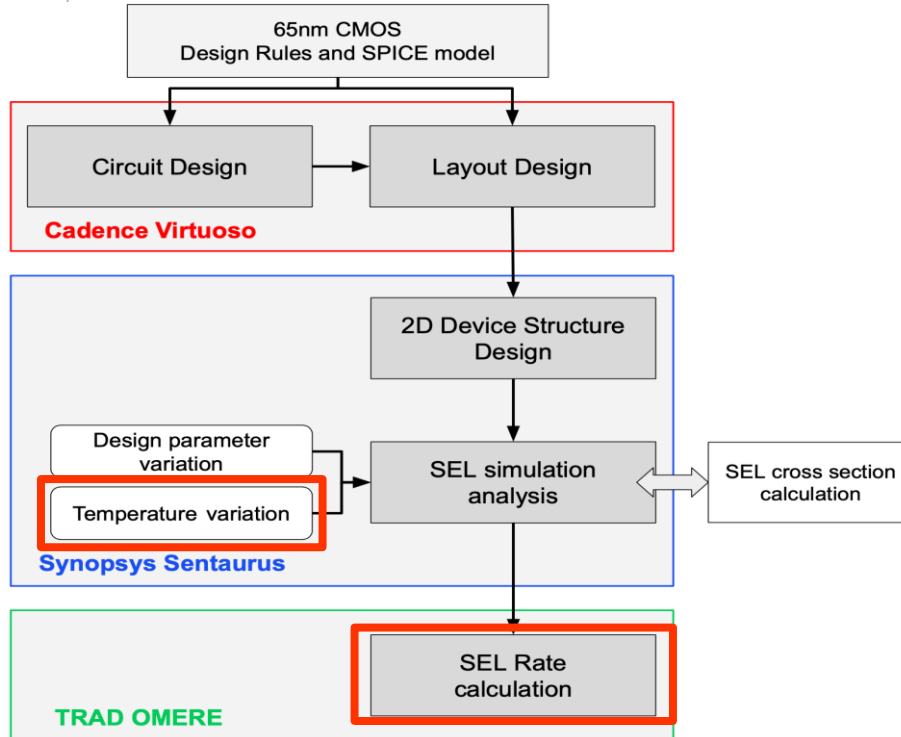 65nm CMOS
Design Rules and SPICE model
Circuit Design
Layout Design
Cadence Virtuoso
2D Device Structure
Design
Design parameter
variation
Temperature variation
SEL simulation
analysis
SEL cross section
calculation
Synopsys Sentaurus
SEL Rate
calculation
TRAD OMERE